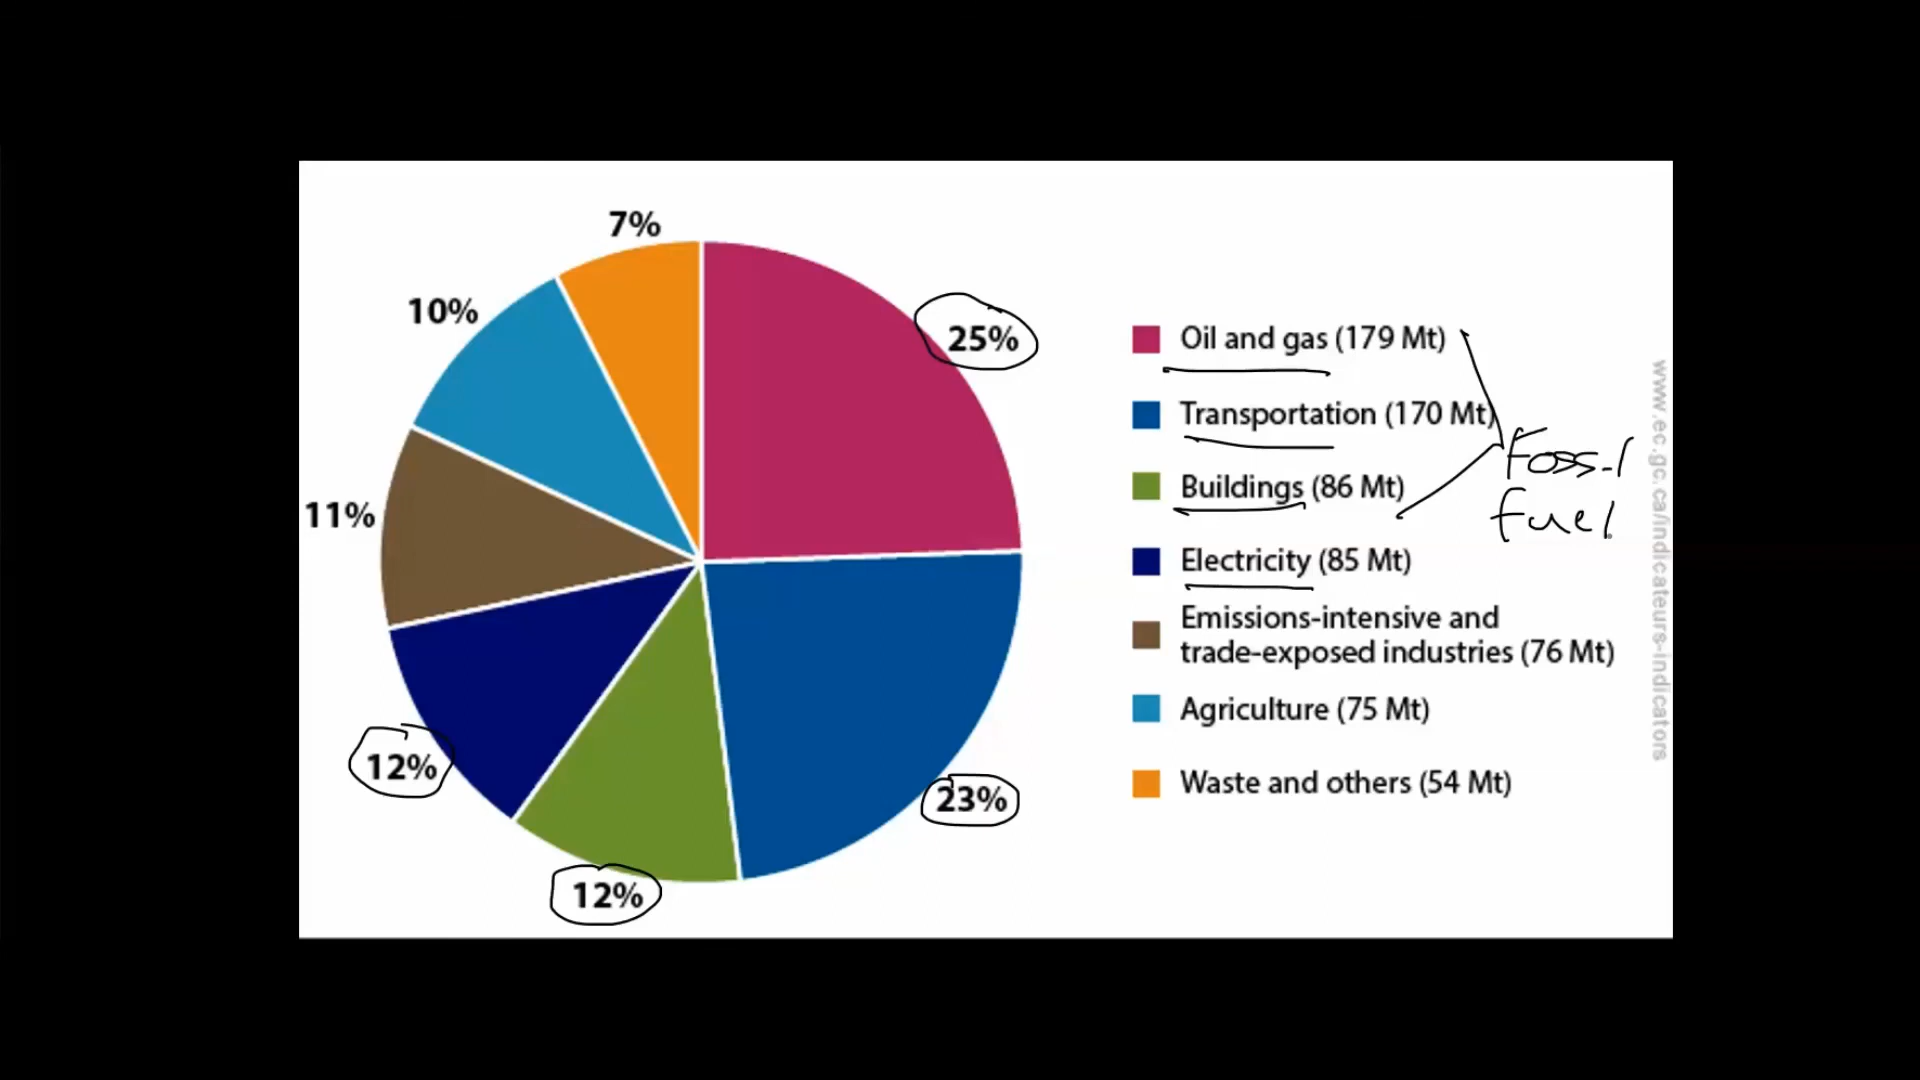 7%
10%
25%
11%
12%
23%
12%
Oil and gas (179 Mt)
Transportation (170 Mt)
Buildings (86 Mt)
Electricity (85 Mt)
Emissions-intensive and
trade-exposed industries (76 Mt)
Agriculture (75 Mt)
Waste and others (54 Mt)
Fossil
fuel
www.ec.gc.ca/indicateurs-indicators